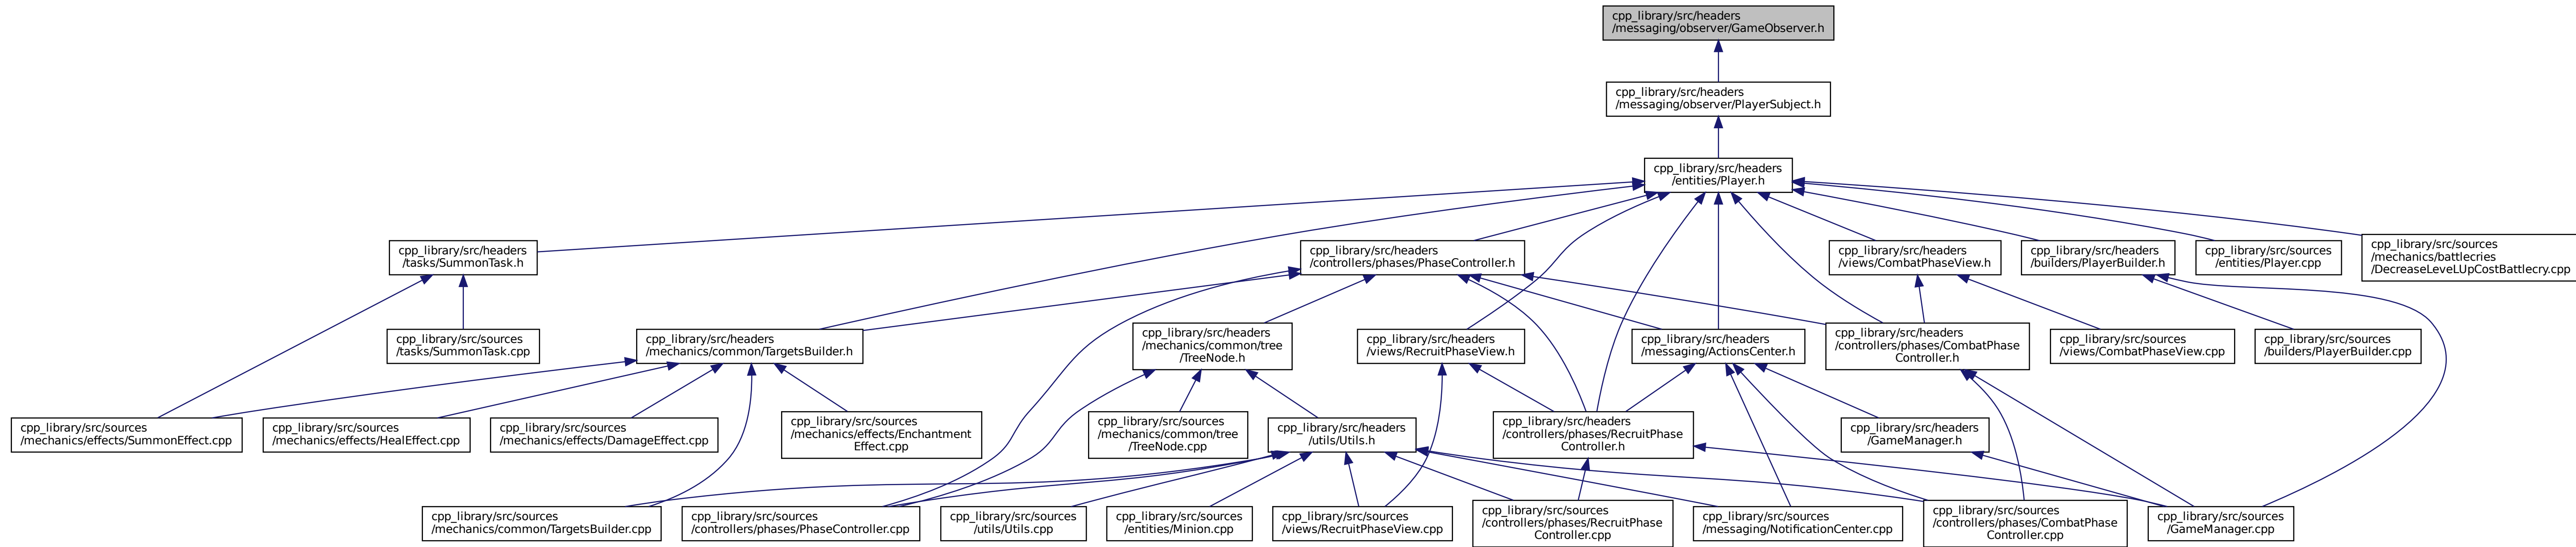 cpp_library/src/headers
/messaging/observer/GameObserver.h
cpp_library/src/headers
/messaging/observer/PlayerSubject.h
cpp_library/src/headers
/entities/Player.h
cpp_library/src/headers
/tasks/SummonTask.h
cpp_library/src/headers
/controllers/phases/PhaseController.h
cpp_library/src/headers
/views/CombatPhaseView.h
cpp_library/src/headers
/builders/PlayerBuilder.h
cpp_library/src/sources
/entities/Player.cpp
cpp_library/src/sources
/mechanics/battlecries
/DecreaseLeveLUpCostBattlecry.cpp
cpp_library/src/sources
/tasks/SummonTask.cpp
cpp_library/src/headers
/mechanics/common/TargetsBuilder.h
cpp_library/src/headers
/mechanics/common/tree
/TreeNode.h
cpp_library/src/headers
/views/RecruitPhaseView.h
cpp_library/src/headers
/messaging/ActionsCenter.h
cpp_library/src/headers
/controllers/phases/CombatPhase
Controller.h
cpp_library/src/sources
/views/CombatPhaseView.cpp
cpp_library/src/sources
/builders/PlayerBuilder.cpp
cpp_library/src/sources
/mechanics/effects/SummonEffect.cpp
cpp_library/src/sources
/mechanics/effects/HealEffect.cpp
cpp_library/src/sources
/mechanics/effects/DamageEffect.cpp
cpp_library/src/sources
/mechanics/effects/Enchantment
Effect.cpp
cpp_library/src/sources
/mechanics/common/tree
/TreeNode.cpp
cpp_library/src/headers
/utils/Utils.h
cpp_library/src/headers
/controllers/phases/RecruitPhase
Controller.h
cpp_library/src/headers
/GameManager.h
cpp_library/src/sources
/mechanics/common/TargetsBuilder.cpp
cpp_library/src/sources
/controllers/phases/PhaseController.cpp
cpp_library/src/sources
/utils/Utils.cpp
cpp_library/src/sources
/entities/Minion.cpp
cpp_library/src/sources
/views/RecruitPhaseView.cpp
cpp_library/src/sources
/controllers/phases/RecruitPhase
Controller.cpp
cpp_library/src/sources
/messaging/NotificationCenter.cpp
cpp_library/src/sources
/controllers/phases/CombatPhase
Controller.cpp
cpp_library/src/sources
/GameManager.cpp